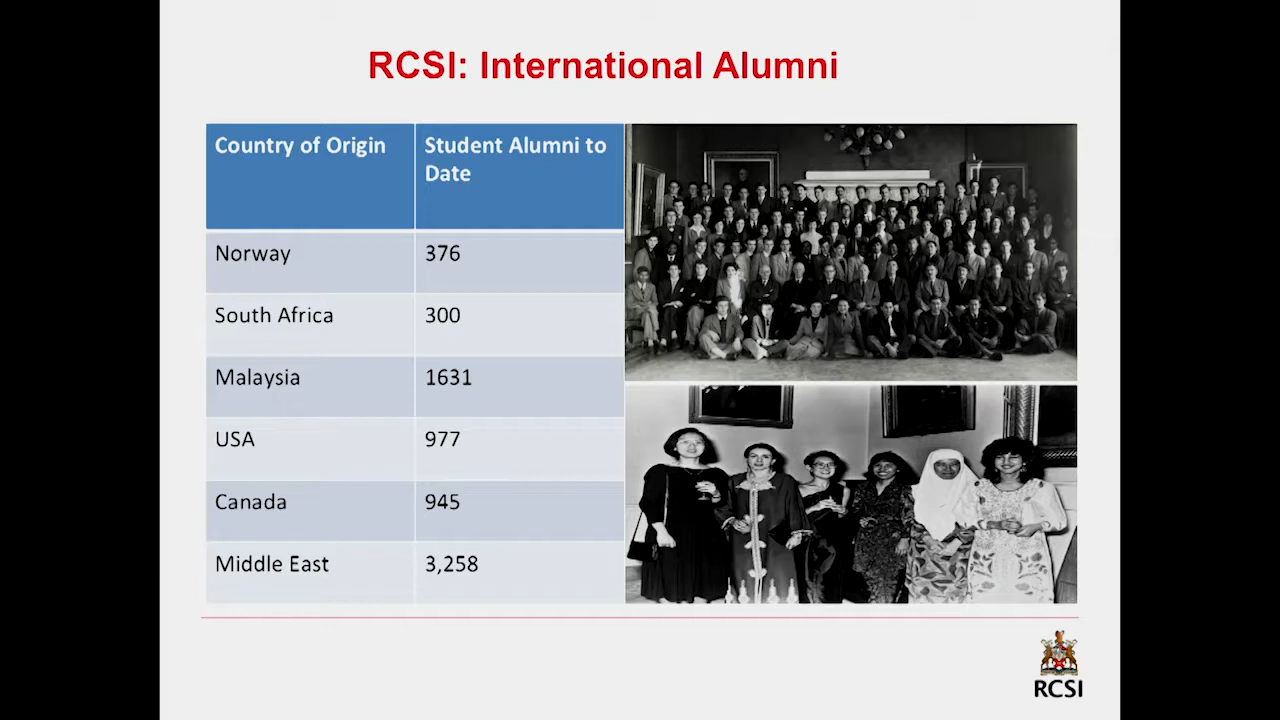 RCSI: International Alumni
Country of Origin
Student Alumni to
Date
Norway
376
South Africa
300
Malaysia
1631
USA
977
Canada
945
Middle East
3,258
RCSI